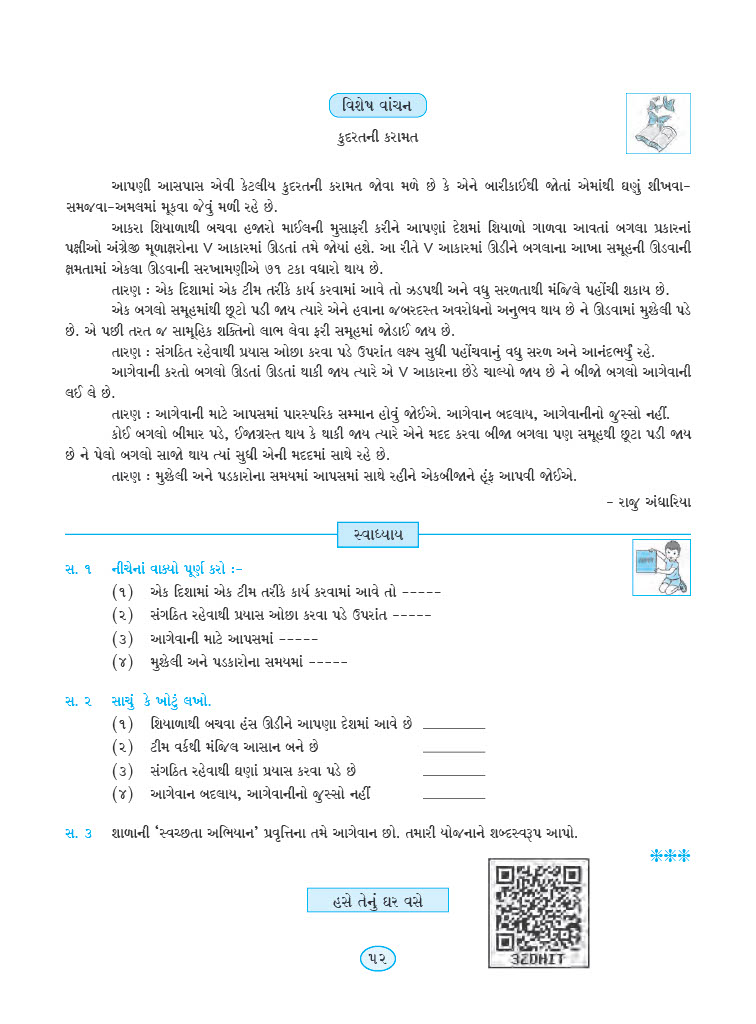 વિશેષ વાંચન
કુદરતની કરામત
આપણી આસપાસ એવી કેટલીય કુદરતની કરામત જોવા મળે છે કે એને બારીકાઈથી જોતાં એમાંથી ઘણું શીખવા-
સમજવા-અમલમાં મૂકવા જેવું મળી રહે છે.
આકરા શિયાળાથી બચવા હજારો માઈલની મુસાફરી કરીને આપણાં દેશમાં શિયાળો ગાળવા આવતાં બગલા પ્રકારનાં
પક્ષીઓ અંગ્રેજી મૂળાક્ષરોના V આકારમાં ઊડતાં તમે જોયાં હશે. આ રીતે V આકારમાં ઊડીને બગલાના આખા સમૂહની ઊડવાની
ક્ષમતામાં એકલા ઊડવાની સરખામણીએ ૭૧ ટકા વધારો થાય છે.
તારણ : એક દિશામાં એક ટીમ તરીકે કાર્ય કરવામાં આવે તો ઝડપથી અને વધુ સરળતાથી મંજિલે પહોંચી શકાય છે.
એક બગલો સમૂહમાંથી છૂટો પડી જાય ત્યારે એને હવાના જબરદસ્ત અવરોધનો અનુભવ થાય છે ને ઊડવામાં મુશ્કેલી પડે
છે. એ પછી તરત જ સામૂહિક શક્તિનો લાભ લેવા ફરી સમૂહમાં જોડાઈ જાય છે.
તારણ : સંગઠિત રહેવાથી પ્રયાસ ઓછા કરવા પડે ઉપરાંત લક્ષ્ય સુધી પહોંચવાનું વધુ સરળ અને આનંદભર્યું રહે.
આગેવાની કરતો બગલો ઊડતાં ઊડતાં થાકી જાય ત્યારે એ V આકારના છેડે ચાલ્યો જાય છે ને બીજો બગલો આગેવાની
લઈ લે છે.
તારણ : આગેવાની માટે આપસમાં પારસ્પરિક સમ્માન હોવું જોઈએ. આગેવાન બદલાય, આગેવાનીનો જુસ્સો નહીં.
કોઈ બગલો બીમાર પડે, ઈજાગ્રસ્ત થાય કે થાકી જાય ત્યારે એને મદદ કરવા બીજા બગલા પણ સમૂહથી છૂટા પડી જાય
છે ને પેલો બગલો સાજો થાય ત્યાં સુધી એની મદદમાં સાથે રહે છે.
તારણ : મુશ્કેલી અને પડકારોના સમયમાં આપસમાં સાથે રહીને એકબીજાને હૂંફ આપવી જોઈએ.
- રાજુ અંધારિયા
સ્વાધ્યાય
સ. ૧ નીચેનાં વાક્યો પૂર્ણ કરો :-
(૧) એક દિશામાં એક ટીમ તરીકે કાર્ય કરવામાં આવે તો -----
(૨) સંગઠિત રહેવાથી પ્રયાસ ઓછા કરવા પડે ઉપરાંત -----
(૩) આગેવાની માટે આપસમાં -----
(૪) મુશ્કેલી અને પડકારોના સમયમાં -----
સ. ૨ સાચું કે ખોટું લખો.
(૧) શિયાળાથી બચવા હંસ ઊડીને આપણા દેશમાં આવે છે ________
(૨) ટીમ વર્કથી મંજિલ આસાન બને છે ________
(૩) સંગઠિત રહેવાથી ઘણાં પ્રયાસ કરવા પડે છે ________
(૪) આગેવાન બદલાય, આગેવાનીનો જુસ્સો નહીં ________
સ. ૩ શાળાની ‘સ્વચ્છતા અભિયાન’ પ્રવૃત્તિના તમે આગેવાન છો. તમારી યોજનાને શબ્દસ્વરૂપ આપો.
❉❉❉
હસે તેનું ઘર વસે
3ZDHIT
૫૨